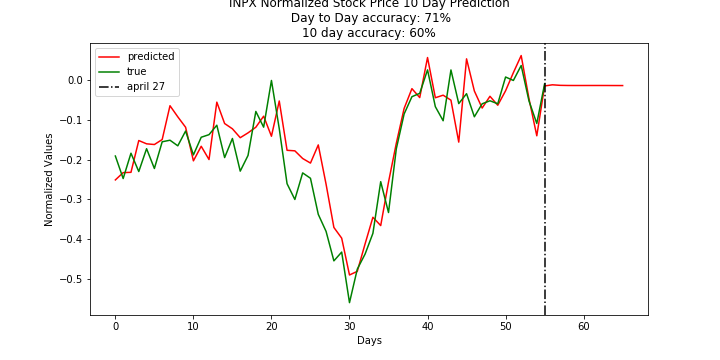 INPX Normalized Stock Price 10 Day Prediction
Day to Day accuracy: 71%
10 day accuracy: 60%
predicted
true
april 27
Normalized Values
0.0
−0.1
−0.2
−0.3
−0.4
−0.5
0 10 20 30 40 50 60
Days